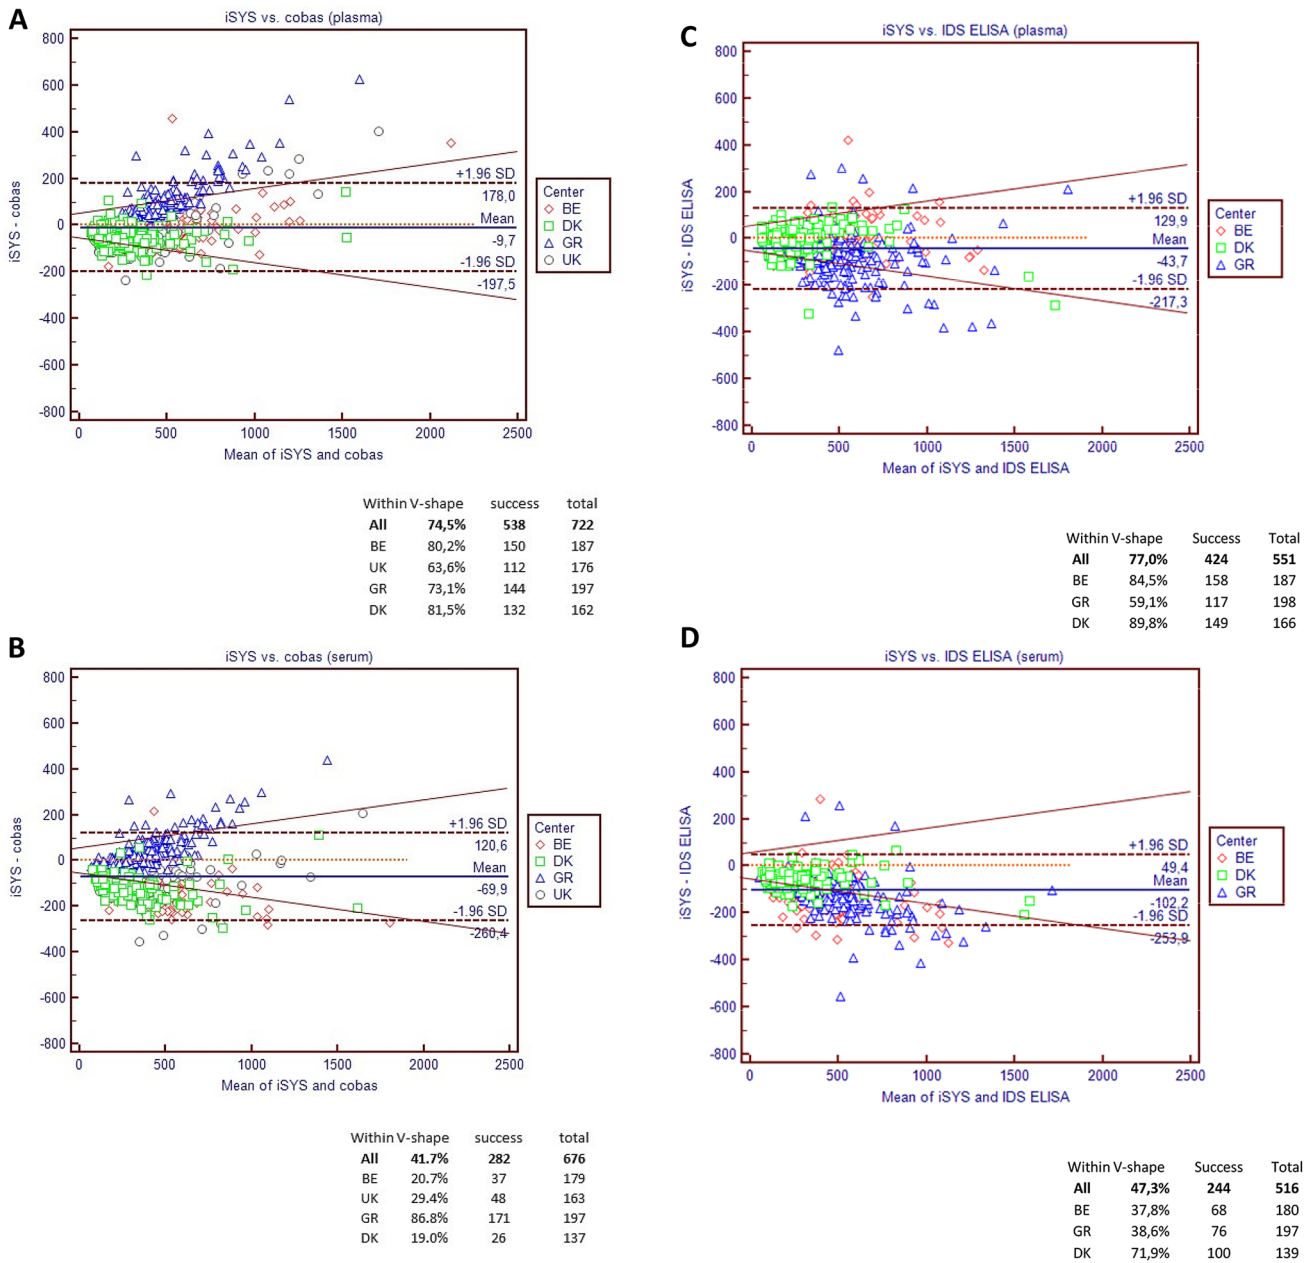 A
iSYS vs. cobas (plasma)
800
600
400
200
0
-200
-400
-600
-800
iSYS - cobas
+1.96 SD
178,0
Mean
-9,7
-1.96 SD
-197,5
0 500 1000 1500 2000 2500
Mean of iSYS and cobas
Center
BE
DK
GR
UK
Within V-shape success total
All 74,5% 538 722
BE 80,2% 150 187
UK 63,6% 112 176
GR 73,1% 144 197
DK 81,5% 132 162
B
iSYS vs. cobas (serum)
800
600
400
200
0
-200
-400
-600
-800
iSYS - cobas
+1.96 SD
120,6
Mean
-69,9
-1.96 SD
-260,4
0 500 1000 1500 2000 2500
Mean of iSYS and cobas
Center
BE
DK
GR
UK
Within V-shape success total
All 41.7% 282 676
BE 20.7% 37 179
UK 29.4% 48 163
GR 86.8% 171 197
DK 19.0% 26 137
C
iSYS vs. IDS ELISA (plasma)
800
600
400
200
0
-200
-400
-600
-800
iSYS - IDS ELISA
+1.96 SD
129,9
Mean
-43,7
-1.96 SD
-217,3
0 500 1000 1500 2000 2500
Mean of iSYS and IDS ELISA
Center
BE
DK
GR
Within V-shape Success Total
All 77,0% 424 551
BE 84,5% 158 187
GR 59,1% 117 198
DK 89,8% 149 166
D
iSYS vs. IDS ELISA (serum)
800
600
400
200
0
-200
-400
-600
-800
iSYS - IDS ELISA
+1.96 SD
49,4
Mean
-102,2
-1.96 SD
-253,9
0 500 1000 1500 2000 2500
Mean of iSYS and IDS ELISA
Center
BE
DK
GR
Within V-shape Success Total
All 47,3% 244 516
BE 37,8% 68 180
GR 38,6% 76 197
DK 71,9% 100 139